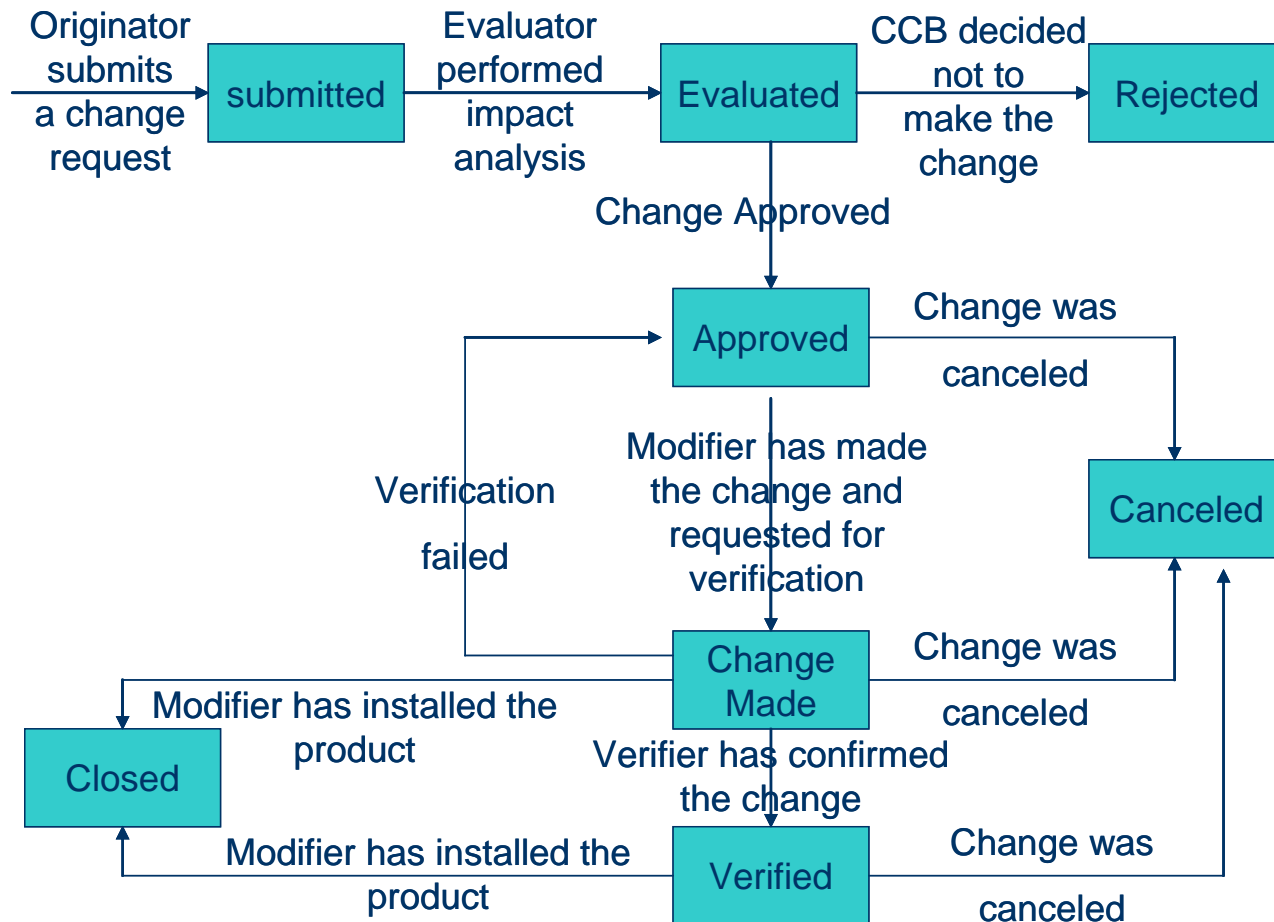 Originator
submits
a change
request
submitted
Evaluator
performed
impact
analysis
Evaluated
CCB decided
not to
make the
change
Rejected
Change Approved
Approved
Change was
canceled
Verification
failed
Modifier has made
the change and
requested for
verification
Canceled
Change
Made
Change was
canceled
Modifier has installed the
product
Closed
Verifier has confirmed
the change
Modifier has installed the
product
Verified
Change was
canceled